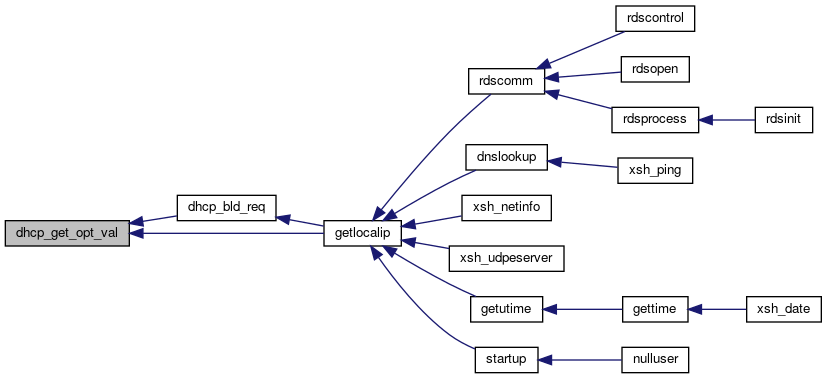 rdscontrol
rdscomm
rdsopen
rdsprocess
rdsinit
dnslookup
xsh_ping
dhcp_bld_req
xsh_netinfo
dhcp_get_opt_val
getlocalip
xsh_udpeserver
getutime
gettime
xsh_date
startup
nulluser